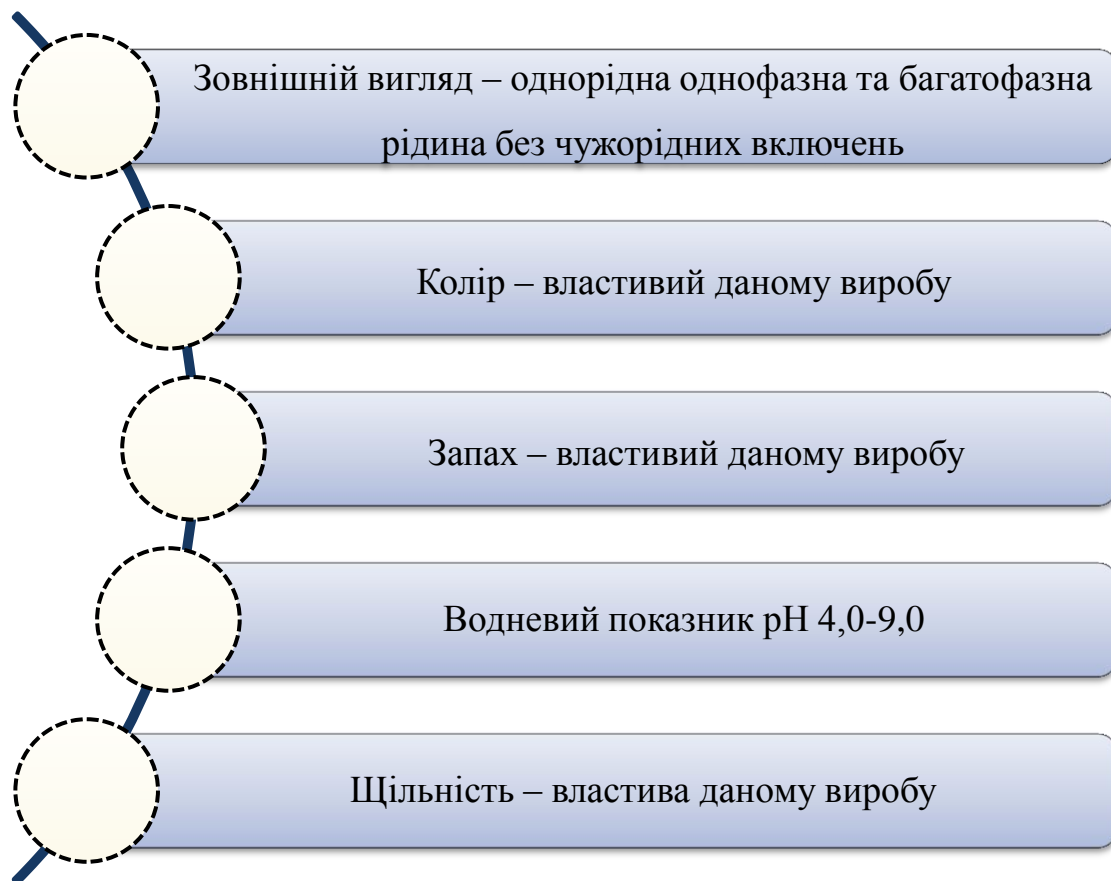 Зовнішній вигляд – однорідна однофазна та багатофазна
рідина без чужорідних включень
Колір – властивий даному виробу
Запах – властивий даному виробу
Водневий показник рН 4,0-9,0
Щільність – властива даному виробу